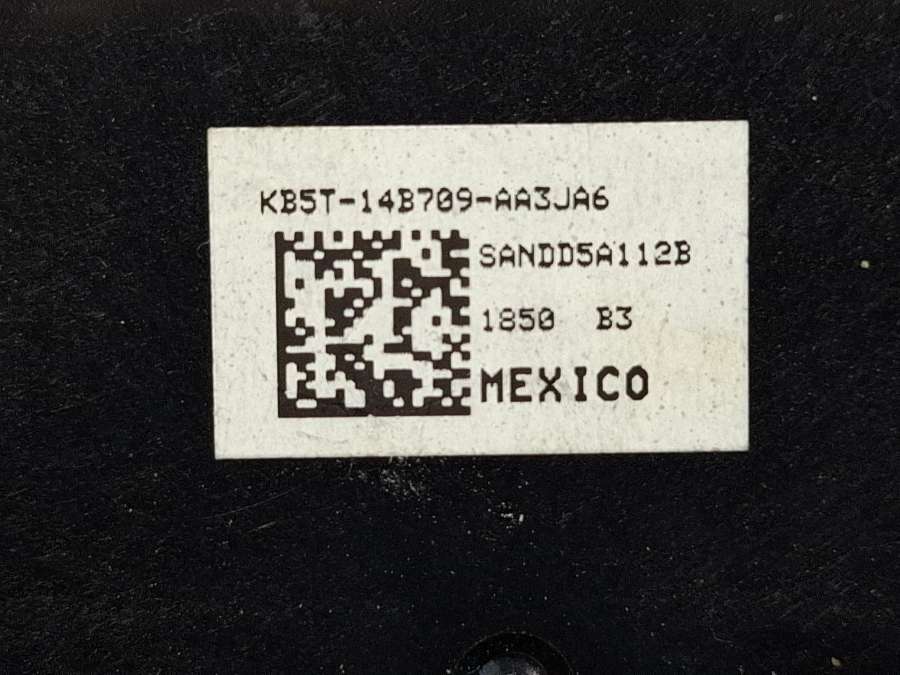 KB5T-14B709-AA3JA6
SANDD5A112B
1850 B3
MEXICO